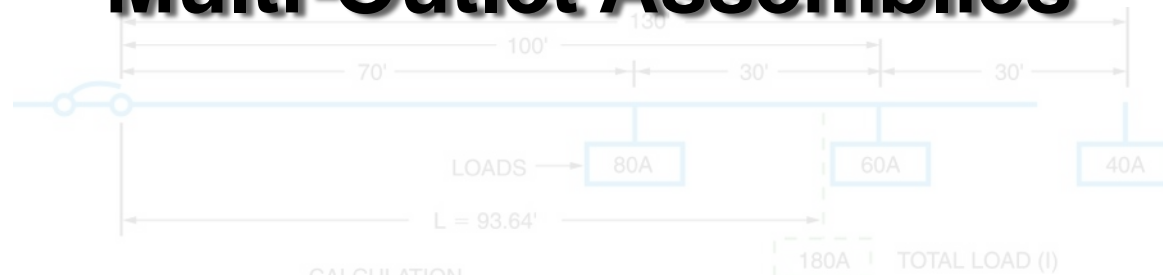 Multi-Outlet Assemblies
130'
100'
70' 30' 30'
LOADS 80A 60A 40A
L = 93.64'
180A TOTAL LOAD (I)
CALCULATION